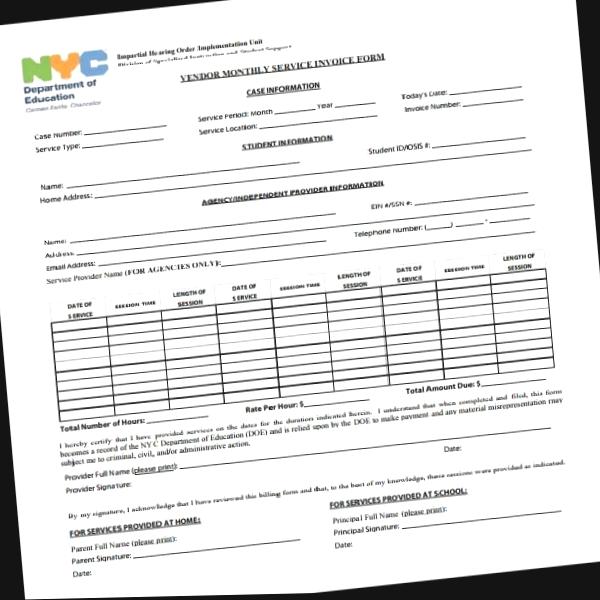 NYC
Department of
Education
Carmen Fariña, Chancellor
Impartial Hearing Order Implementation Unit
Division of Specialized Instruction and Student Support
VENDOR MONTHLY SERVICE INVOICE FORM
CASE INFORMATION
Case Number: Service Period: Month Year Today's Date:
Service Type: Service Location: Invoice Number:
STUDENT INFORMATION
Name: Student ID/OSIS #:
Home Address:
AGENCY/INDEPENDENT PROVIDER INFORMATION
Name: EIN #/SSN #:
Address: Telephone Number: ( ) -
Email Address:
Service Provider Name (FOR AGENCIES ONLY):
DATE OF SERVICE SESSION TIME LENGTH OF SESSION DATE OF SERVICE SESSION TIME LENGTH OF SESSION DATE OF SERVICE SESSION TIME LENGTH OF SESSION
Total Number of Hours: Rate Per Hour: $ Total Amount Due: $
I hereby certify that I have provided services on the dates for the duration indicated herein. I understand that when completed and filed, this form
becomes a record of the NYC Department of Education (DOE) and is relied upon by the DOE to make payment and any material misrepresentation may
subject me to criminal, civil, and/or administrative action.
Provider Full Name (please print):
Provider Signature: Date:
By my signature, I acknowledge that I have reviewed this billing form and that, to the best of my knowledge, these sessions were provided as indicated.
FOR SERVICES PROVIDED AT HOME: FOR SERVICES PROVIDED AT SCHOOL:
Parent Full Name (please print): Principal Full Name (please print):
Parent Signature: Principal Signature:
Date: Date: